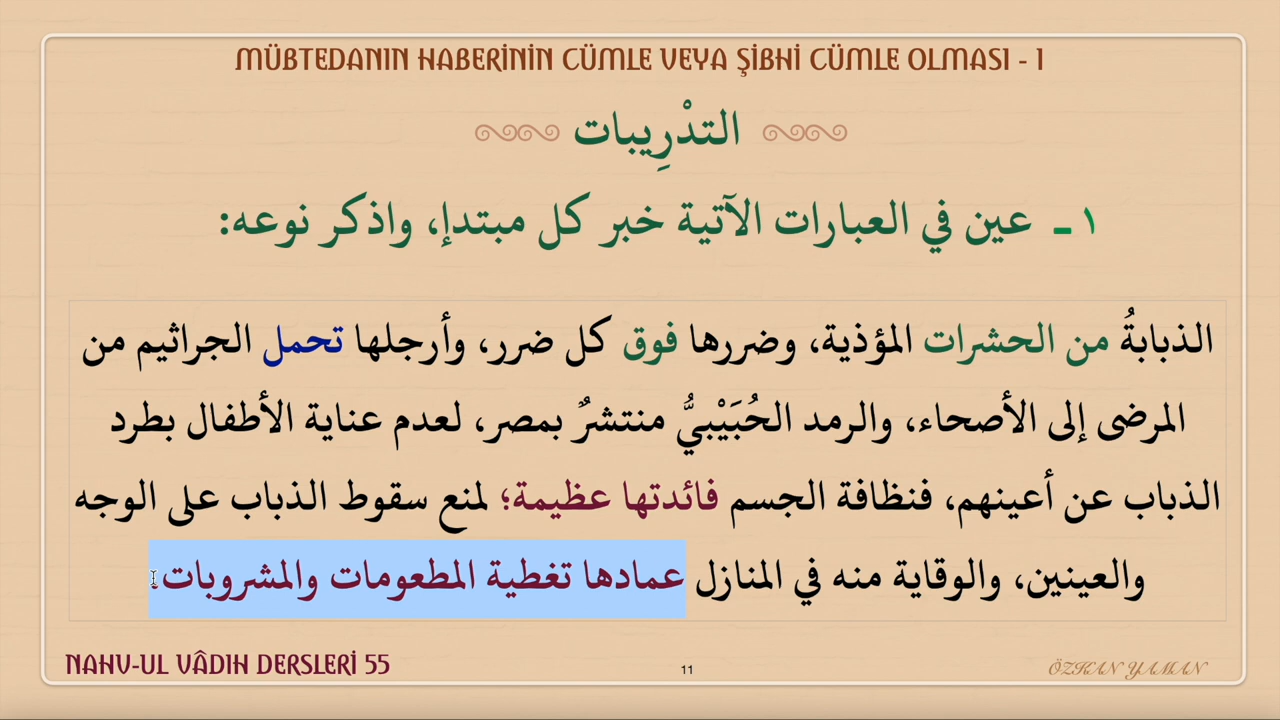 MÜBTEDANIN HABERİNİN CÜMLE VEYA ŞİBHİ CÜMLE OLMASI - I
التدْرِيبات
١ ـ عين في العبارات الآتية خبر كل مبتدإ، واذكر نوعه:
الذبابةُ من الحشرات المؤذية، وضررها فوق كل ضرر، وأرجلها تحمل الجراثيم من
المرضى إلى الأصحاء، والرمد الحُبَيْبيُّ منتشرٌ بمصر، لعدم عناية الأطفال بطرد
الذباب عن أعينهم، فنظافة الجسم فائدتها عظيمة؛ لمنع سقوط الذباب على الوجه
والعينين، والوقاية منه في المنازل عمادها تغطية المطعومات والمشروبات.
NAHV-UL VÂDIH DERSLERİ 55
11
ÖZKAN YAMAN